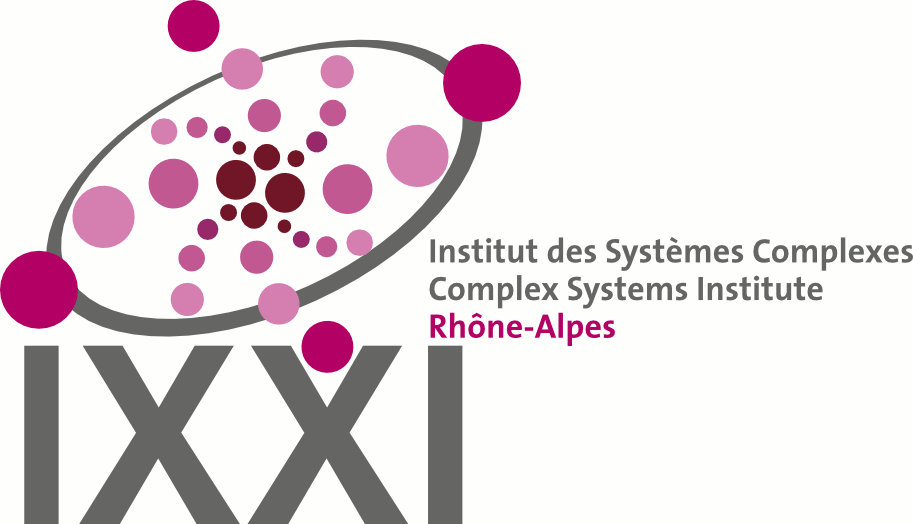 Institut des Systèmes Complexes
Complex Systems Institute
Rhône-Alpes
IXXI